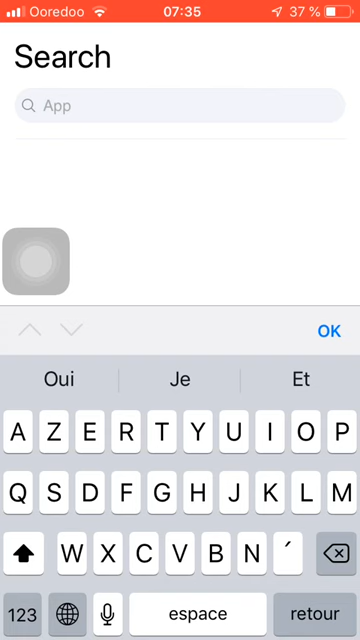 Ooredoo 07:35 37 %
Search
App
OK
Oui Je Et
A Z E R T Y U I O P
Q S D F G H J K L M
W X C V B N ´
123 espace retour